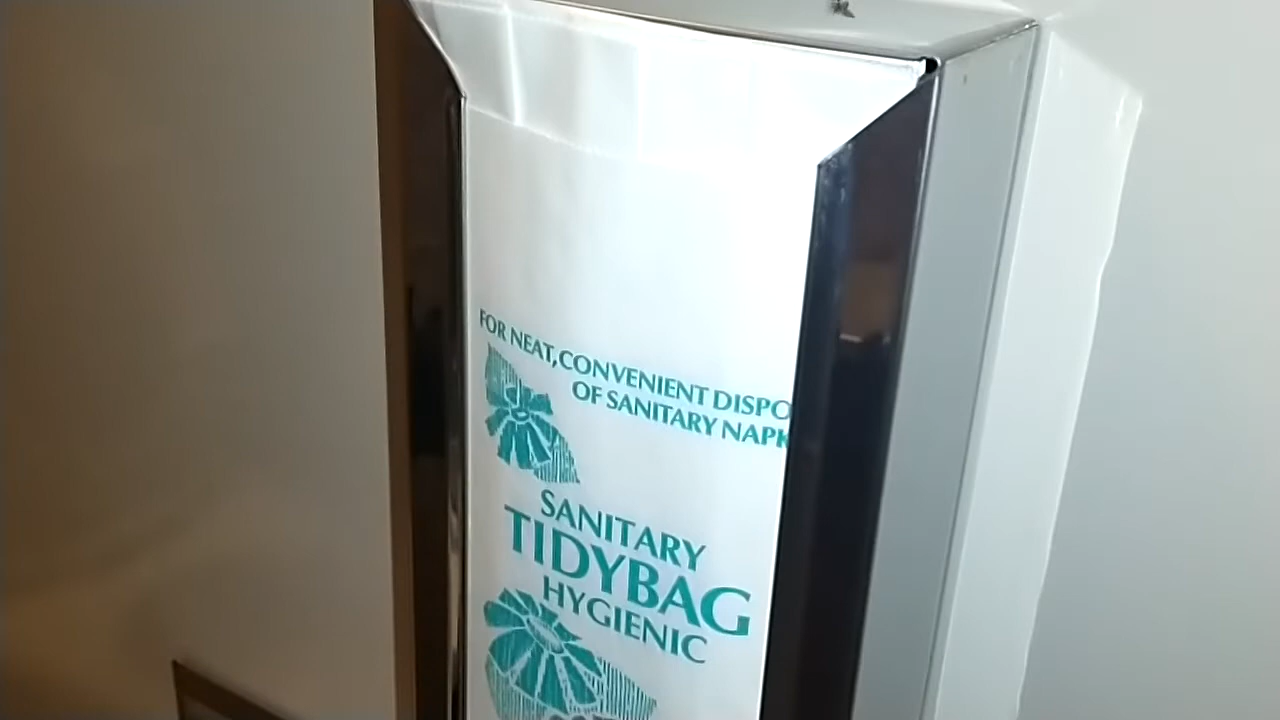 FOR NEAT, CONVENIENT DISPO
OF SANITARY NAPK
SANITARY
TIDYBAG
HYGIENIC